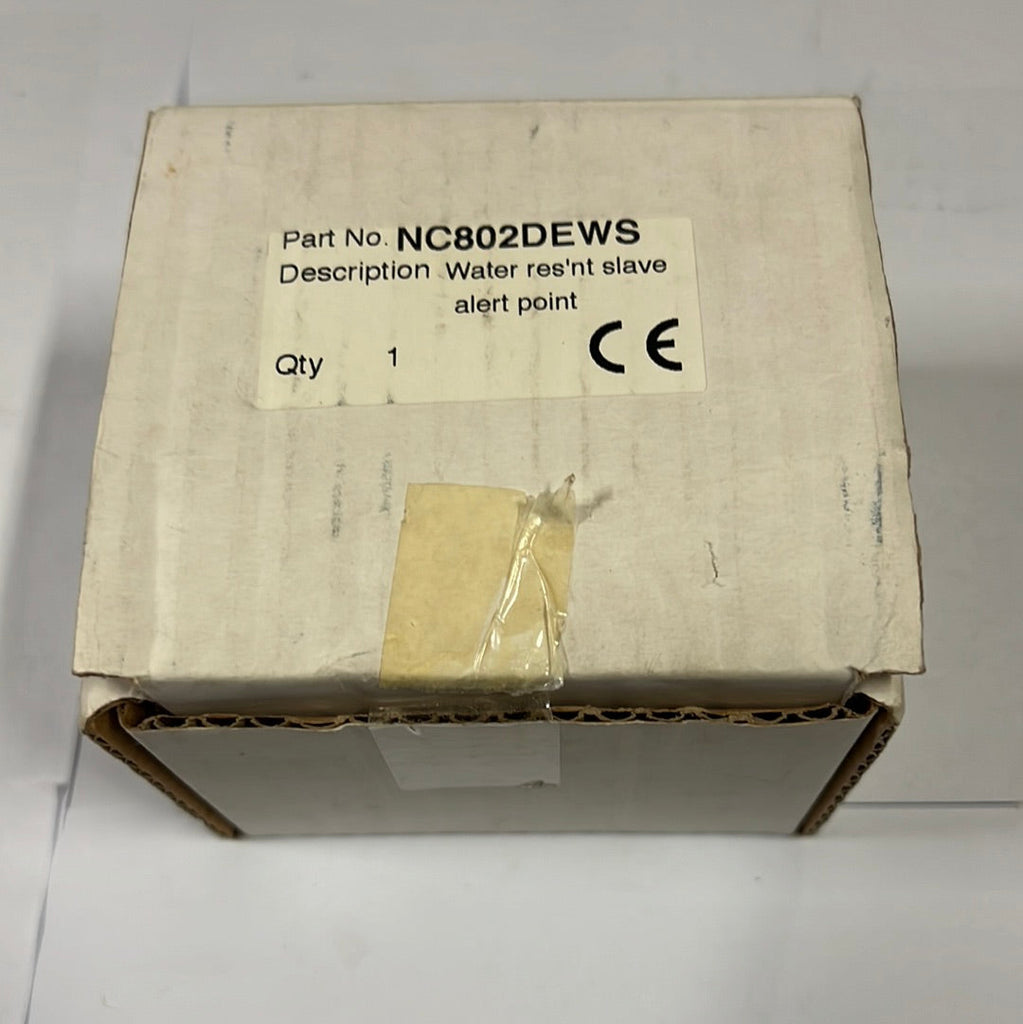 Part No. NC802DEWS
Description Water res'nt slave
alert point
Qty 1 CE